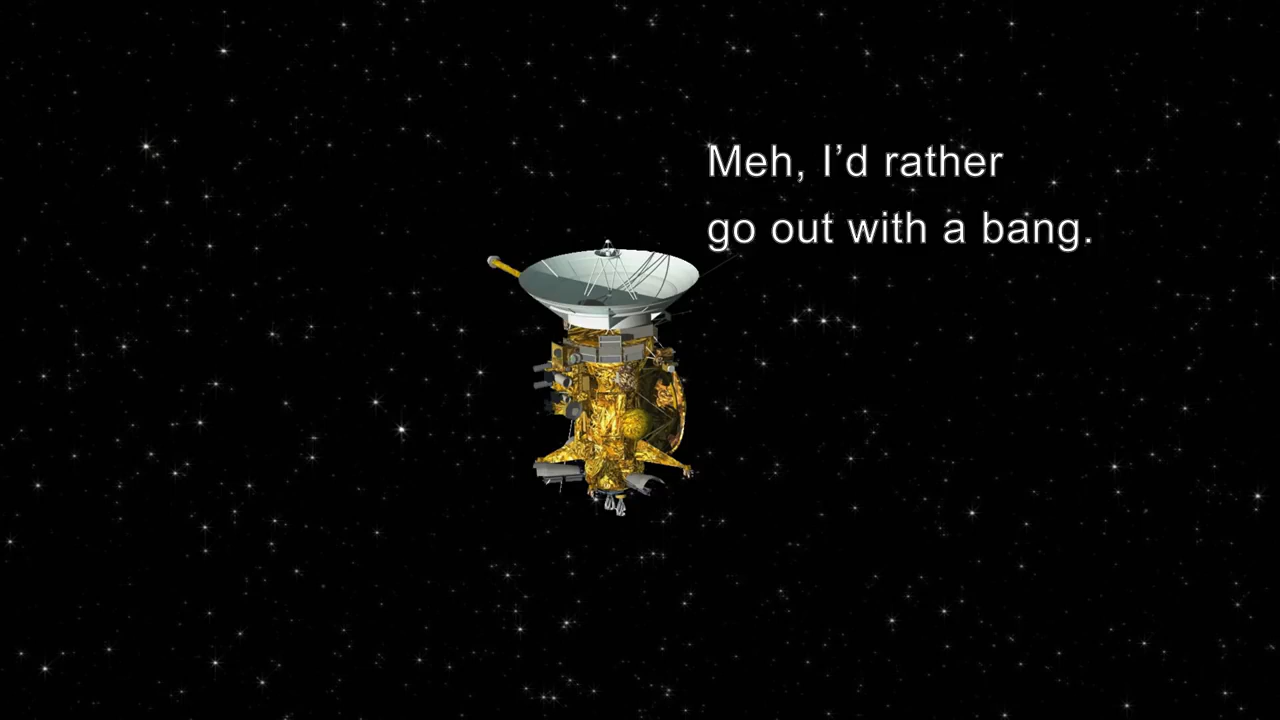 Meh, I’d rather
go out with a bang.